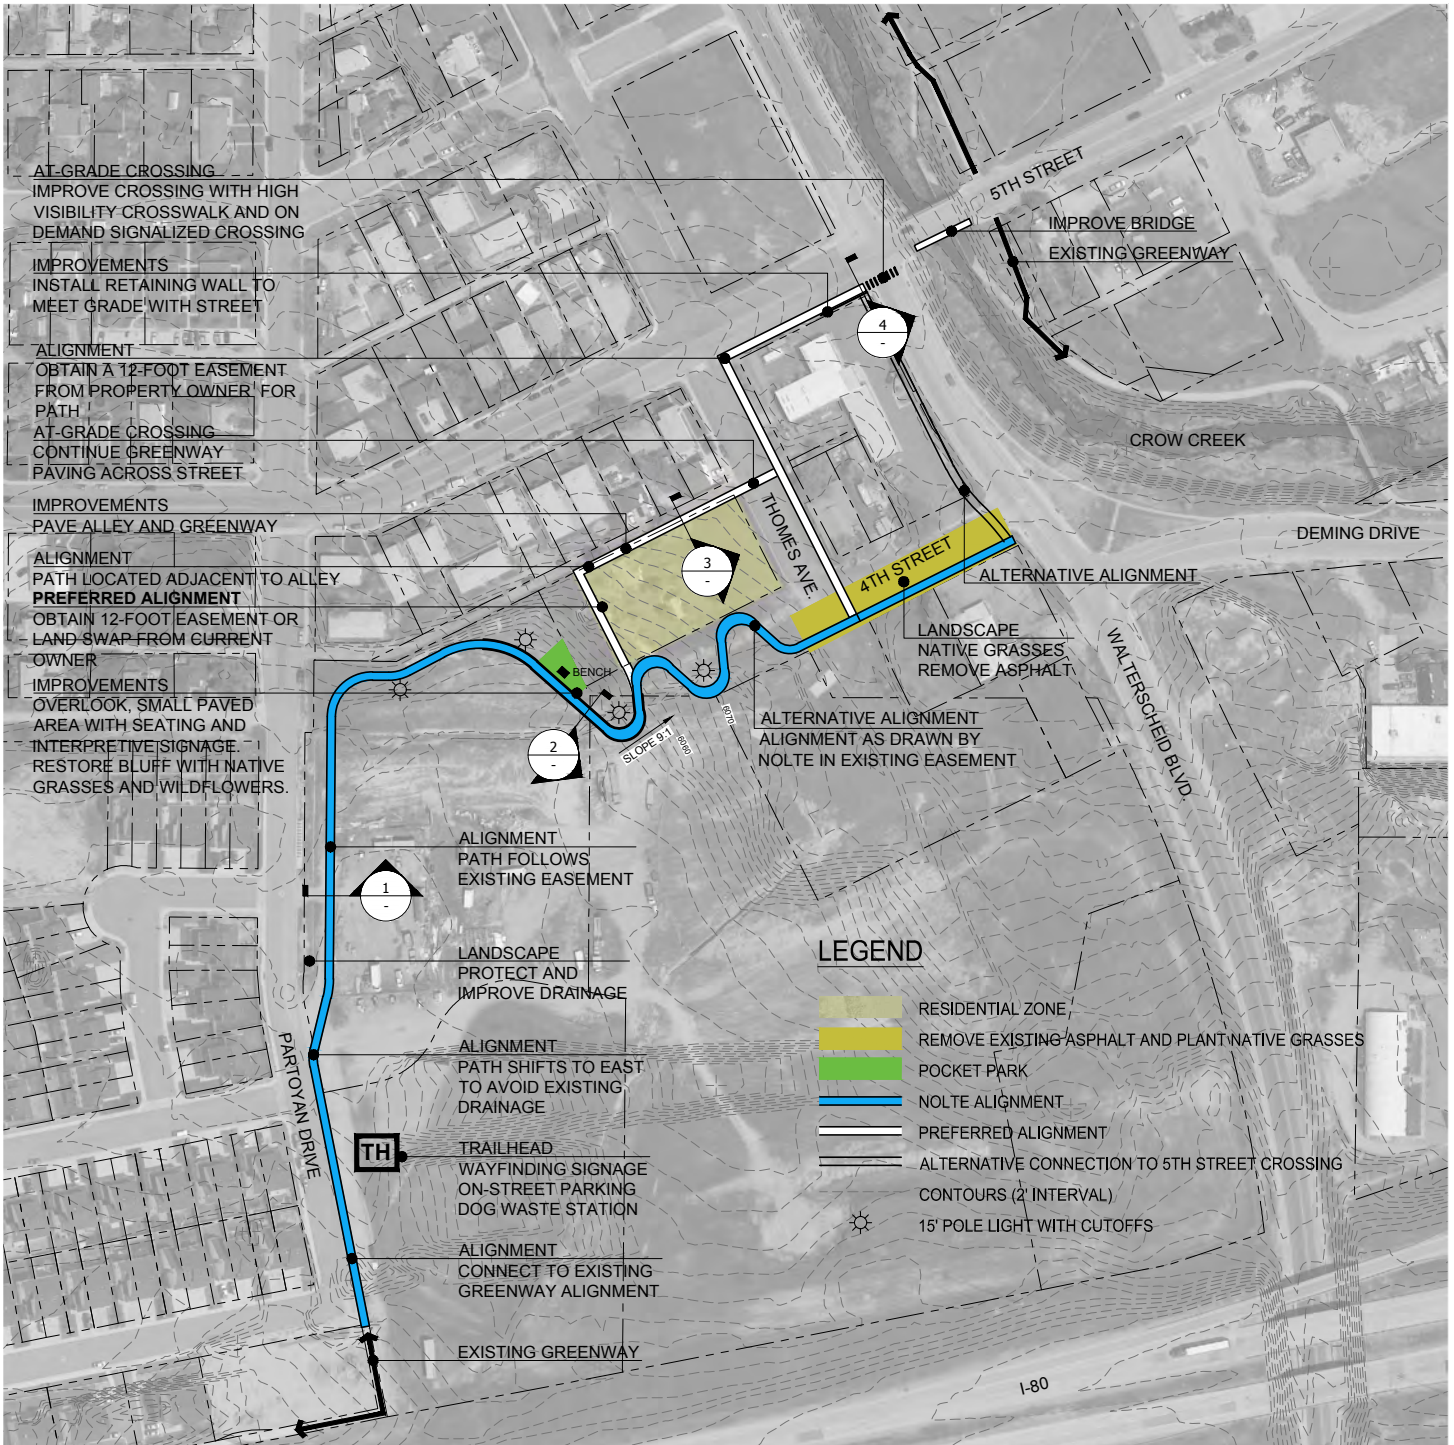 AT-GRADE CROSSING
IMPROVE CROSSING WITH HIGH
VISIBILITY CROSSWALK AND ON
DEMAND SIGNALIZED CROSSING
IMPROVEMENTS
INSTALL RETAINING WALL TO
MEET GRADE WITH STREET
ALIGNMENT
OBTAIN A 12-FOOT EASEMENT
FROM PROPERTY OWNER FOR
PATH
AT-GRADE CROSSING
CONTINUE GREENWAY
PAVING ACROSS STREET
IMPROVEMENTS
PAVE ALLEY AND GREENWAY
ALIGNMENT
PATH LOCATED ADJACENT TO ALLEY
PREFERRED ALIGNMENT
OBTAIN 12-FOOT EASEMENT OR
LAND SWAP FROM CURRENT
OWNER
IMPROVEMENTS
OVERLOOK, SMALL PAVED
AREA WITH SEATING AND
INTERPRETIVE SIGNAGE.
RESTORE BLUFF WITH NATIVE
GRASSES AND WILDFLOWERS.
5TH STREET
IMPROVE BRIDGE
EXISTING GREENWAY
4
-
CROW CREEK
DEMING DRIVE
THOMES AVE.
3
-
4TH STREET
ALTERNATIVE ALIGNMENT
LANDSCAPE
NATIVE GRASSES
REMOVE ASPHALT
WALTERSCHEID BLVD.
BENCH
6070
6060
SLOPE 9:1
ALTERNATIVE ALIGNMENT
ALIGNMENT AS DRAWN BY
NOLTE IN EXISTING EASEMENT
2
-
ALIGNMENT
PATH FOLLOWS
EXISTING EASEMENT
1
-
LANDSCAPE
PROTECT AND
IMPROVE DRAINAGE
PARTOYAN DRIVE
ALIGNMENT
PATH SHIFTS TO EAST
TO AVOID EXISTING
DRAINAGE
TH
TRAILHEAD
WAYFINDING SIGNAGE
ON-STREET PARKING
DOG WASTE STATION
ALIGNMENT
CONNECT TO EXISTING
GREENWAY ALIGNMENT
EXISTING GREENWAY
LEGEND
RESIDENTIAL ZONE
REMOVE EXISTING ASPHALT AND PLANT NATIVE GRASSES
POCKET PARK
NOLTE ALIGNMENT
PREFERRED ALIGNMENT
ALTERNATIVE CONNECTION TO 5TH STREET CROSSING
CONTOURS (2' INTERVAL)
15' POLE LIGHT WITH CUTOFFS
I-80